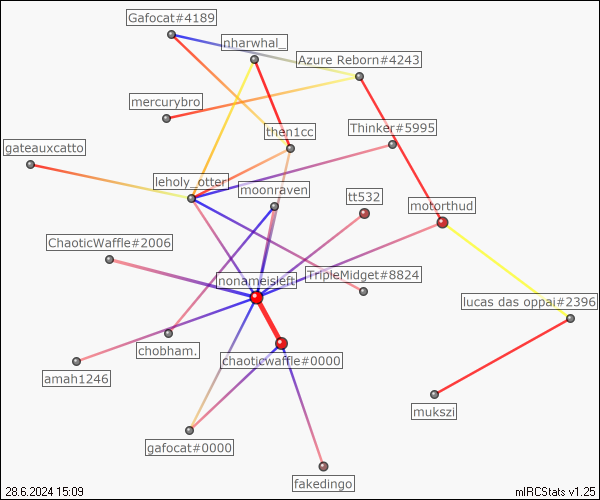 Gafocat#4189
nharwhal_
Azure Reborn#4243
mercurybro
Thinker#5995
then1cc
gateauxcatto
leholy_otter
moonraven
tt532
motorthud
ChaoticWaffle#2006
nonameisleft
TripleMidget#8824
lucas das oppai#2396
chobham.
chaoticwaffle#0000
amah1246
mukszi
gafocat#0000
fakedingo
28.6.2024 15:09
mIRCStats v1.25